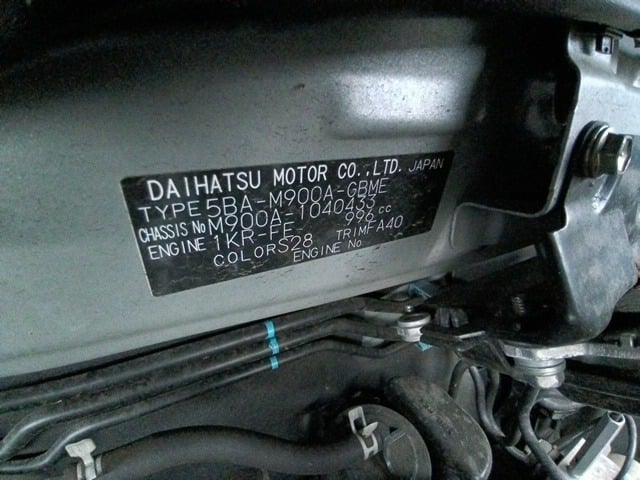 DAIHATSU MOTOR CO.,LTD. JAPAN
TYPE 5BA-M900A-GBME
CHASSIS No M900A-1040433
ENGINE 1KR-FE 996 cc
COLOR S28 TRIM FA40
ENGINE No